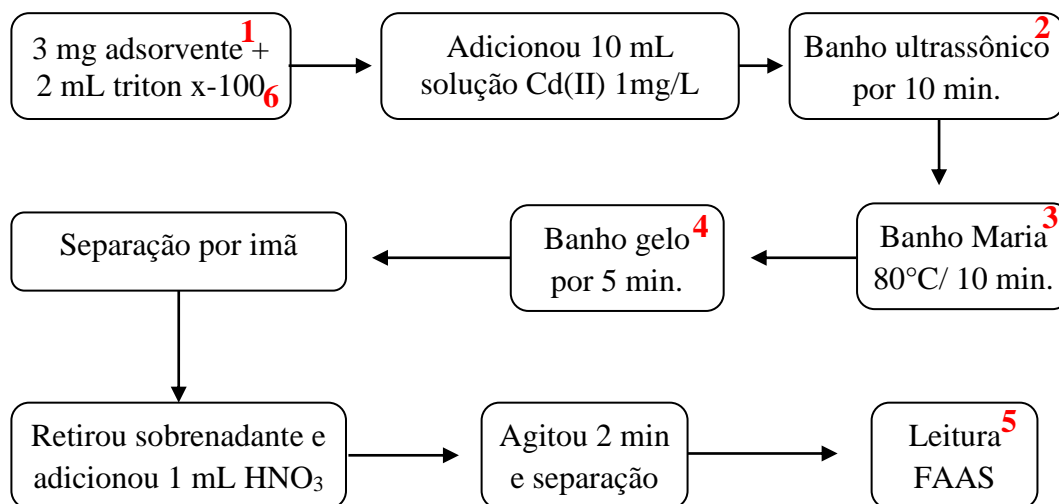 3 mg adsorvente1 +
2 mL triton x-1006
Adicionou 10 mL
solução Cd(II) 1mg/L
Banho ultrassônico2
por 10 min.
Banho Maria3
80°C/ 10 min.
Banho gelo4
por 5 min.
Separação por imã
Retirou sobrenadante e
adicionou 1 mL HNO₃
Agitou 2 min
e separação
Leitura5
FAAS